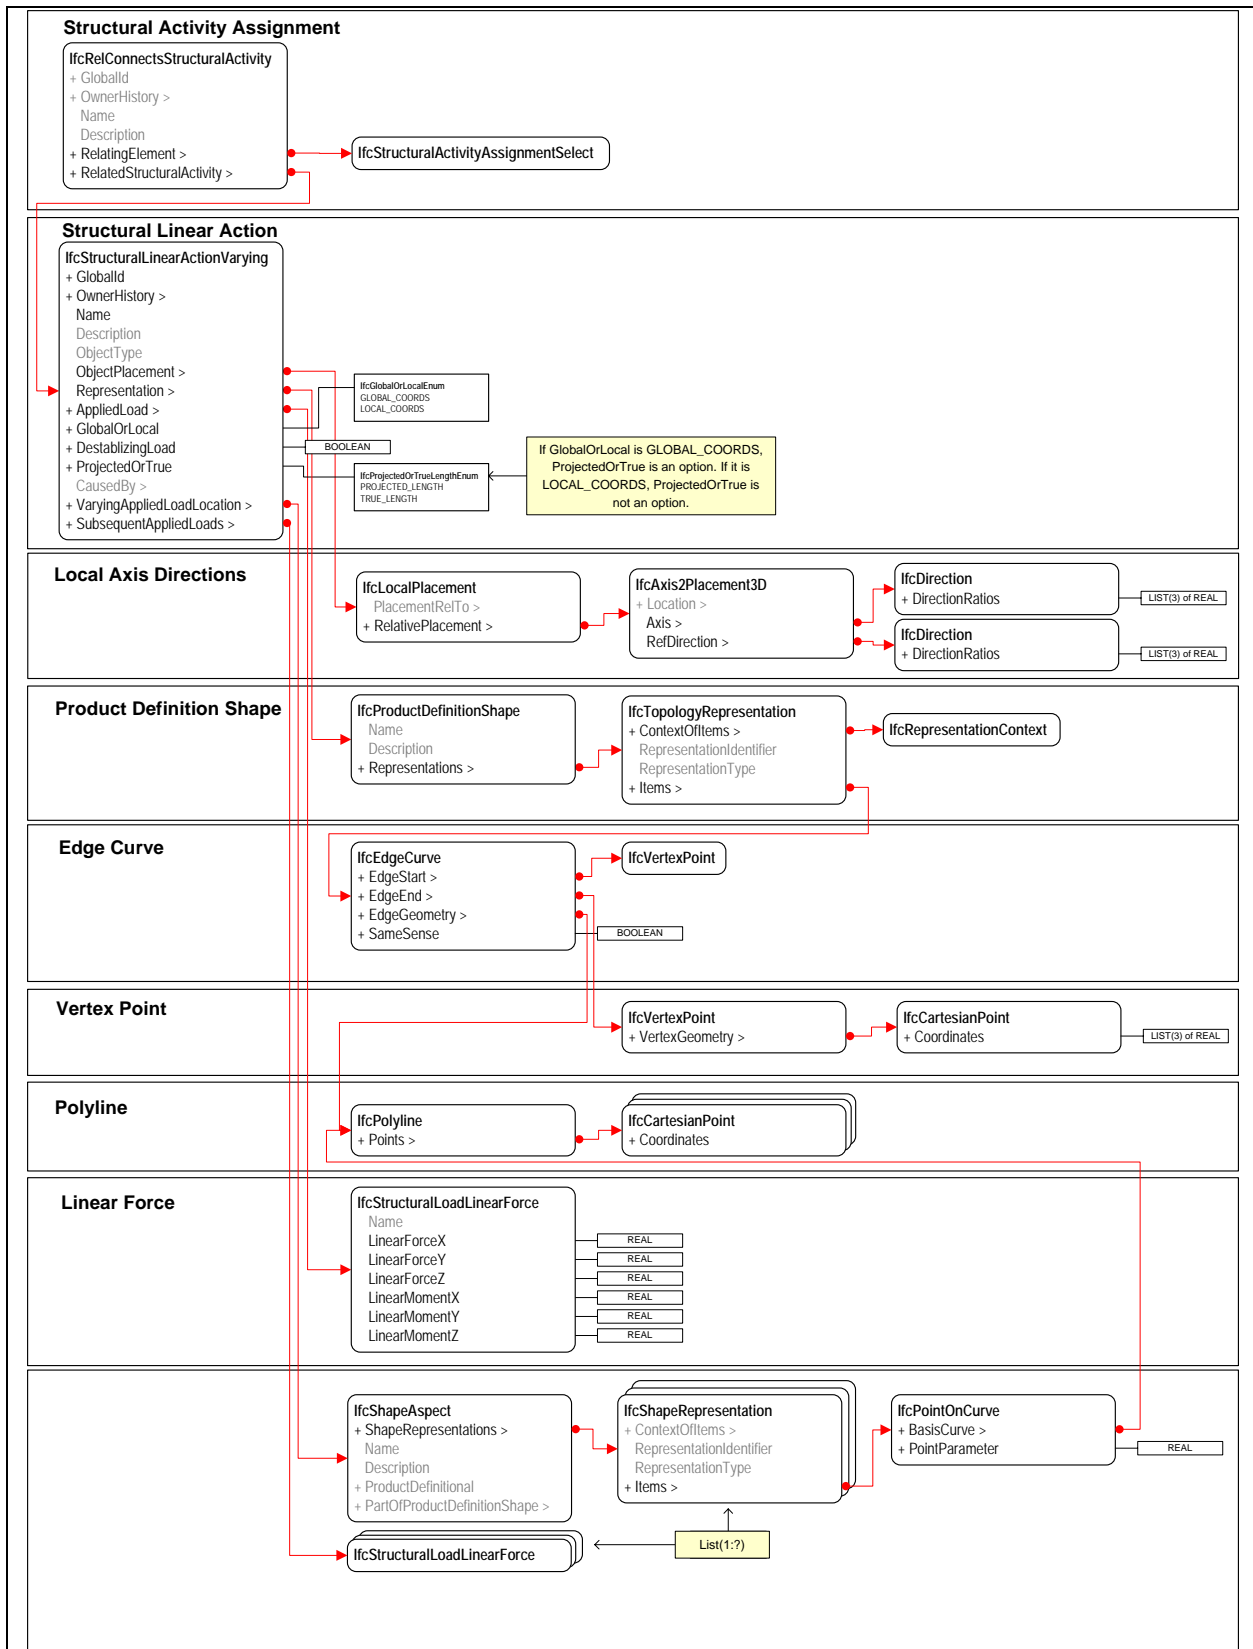 Structural Activity Assignment
IfcRelConnectsStructuralActivity
+ GlobalId
+ OwnerHistory >
Name
Description
+ RelatingElement >
+ RelatedStructuralActivity >
IfcStructuralActivityAssignmentSelect
Structural Linear Action
IfcStructuralLinearActionVarying
+ GlobalId
+ OwnerHistory >
Name
Description
ObjectType
ObjectPlacement >
Representation >
+ AppliedLoad >
+ GlobalOrLocal
+ DestablizingLoad
+ ProjectedOrTrue
CausedBy >
+ VaryingAppliedLoadLocation >
+ SubsequentAppliedLoads >
IfcGlobalOrLocalEnum
GLOBAL_COORDS
LOCAL_COORDS
BOOLEAN
IfcProjectedOrTrueLengthEnum
PROJECTED_LENGTH
TRUE_LENGTH
If GlobalOrLocal is GLOBAL_COORDS,
ProjectedOrTrue is an option. If it is
LOCAL_COORDS, ProjectedOrTrue is
not an option.
Local Axis Directions
IfcLocalPlacement
PlacementRelTo >
+ RelativePlacement >
IfcAxis2Placement3D
+ Location >
Axis >
RefDirection >
IfcDirection
+ DirectionRatios
LIST(3) of REAL
IfcDirection
+ DirectionRatios
LIST(3) of REAL
Product Definition Shape
IfcProductDefinitionShape
Name
Description
+ Representations >
IfcTopologyRepresentation
+ ContextOfItems >
RepresentationIdentifier
RepresentationType
+ Items >
IfcRepresentationContext
Edge Curve
IfcEdgeCurve
+ EdgeStart >
+ EdgeEnd >
+ EdgeGeometry >
+ SameSense
IfcVertexPoint
BOOLEAN
Vertex Point
IfcVertexPoint
+ VertexGeometry >
IfcCartesianPoint
+ Coordinates
LIST(3) of REAL
Polyline
IfcPolyline
+ Points >
IfcCartesianPoint
+ Coordinates
Linear Force
IfcStructuralLoadLinearForce
Name
LinearForceX
LinearForceY
LinearForceZ
LinearMomentX
LinearMomentY
LinearMomentZ
REAL
REAL
REAL
REAL
REAL
REAL
IfcShapeAspect
+ ShapeRepresentations >
Name
Description
+ ProductDefinitional
+ PartOfProductDefinitionShape >
IfcShapeRepresentation
+ ContextOfItems >
RepresentationIdentifier
RepresentationType
+ Items >
IfcPointOnCurve
+ BasisCurve >
+ PointParameter
REAL
IfcStructuralLoadLinearForce
List(1:?)